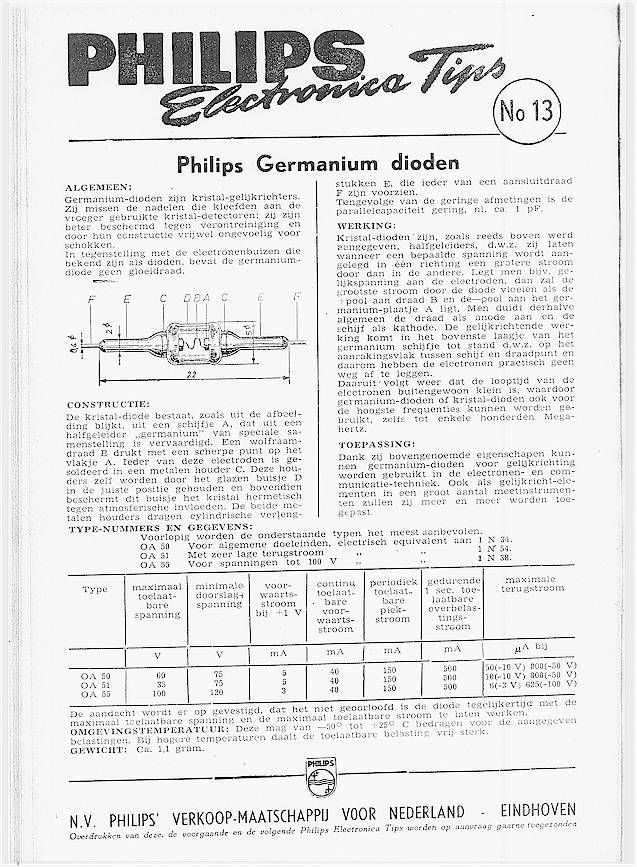 PHILIPS
Electronica Tips
No 13
Philips Germanium dioden
ALGEMEEN:
Germanium-dioden zijn kristal-gelijkrichters.
Zij missen de nadelen die kleefden aan de
vroeger gebruikte kristal-detectoren; zij zijn
beter beschermd tegen verontreiniging en
door hun constructie vrijwel ongevoelig voor
schokken.
In tegenstelling met de electronenbuizen die
bekend zijn als dioden, bevat de germanium-
diode geen gloeidraad.
F E C D B A C E F
22
CONSTRUCTIE:
De kristal-diode bestaat, zoals uit de afbeel-
ding blijkt, uit een schijfje A, dat uit een
halfgeleider „germanium” van speciale sa-
menstelling is vervaardigd. Een wolfraam-
draad B drukt met een scherpe punt op het
vlakje A. Ieder van deze electroden is ge-
soldeerd in een metalen houder C. Deze hou-
ders zelf worden door het glazen buisje D
in de juiste positie gehouden en bovendien
beschermt dit buisje het kristal hermetisch
tegen atmosferische invloeden. De beide me-
talen houders dragen cylindrische verleng-
stukken E, die ieder van een aansluitdraad
F zijn voorzien.
Tengevolge van de geringe afmetingen is de
parallelcapaciteit gering, nl. ca. 1 pF.
WERKING:
Kristal-dioden zijn, zoals reeds boven werd
aangegeven, halfgeleiders, d.w.z. zij laten
wanneer een bepaalde spanning wordt aan-
gelegd in één richting een grotere stroom
door dan in de andere. Legt men bijv. ge-
lijkspanning aan de electroden, dan zal de
grootste stroom door de diode vloeien als de
+pool aan draad B en de—pool aan het ger-
manium-plaatje A ligt. Men duidt derhalve
algemeen de draad als anode aan en de
schijf als kathode. De gelijkrichtende wer-
king komt in het bovenste laagje van het
germanium schijfje tot stand d.w.z. op het
aanrakingsvlak tussen schijf en draadpunt en
daarom hebben de electronen practisch geen
weg af te leggen.
Daaruit volgt weer dat de looptijd van de
electronen buitengewoon klein is, waardoor
germanium-dioden of kristal-dioden ook voor
de hoogste frequenties kunnen worden ge-
bruikt, zelfs tot enkele honderden Mega-
hertz.
TOEPASSING:
Dank zij bovengenoemde eigenschapen kun-
nen germanium-dioden voor gelijkrichting
worden gebruikt in de electronen- en com-
municatie-techniek. Ook als gelijkricht-ele-
menten in een groot aantal meetinstrumen-
ten zullen zij meer en meer worden toe-
gepast.
TYPE-NUMMERS EN GEGEVENS:
Voorlopig worden de onderstaande typen het meest aanbevolen.
OA 50 Voor algemene doeleinden, electrisch equivalent aan 1 N 34.
OA 51 Met zeer lage terugstroom „ „ 1 N 54.
OA 55 Voor spanningen tot 100 V „ „ 1 N 38.
Type maximaal toelaat- bare spanning minimale doorslag- spanning voor- waarts- stroom bij +1 V continu toelaat- bare voor- waarts- stroom periodiek toelaat- bare piek- stroom gedurende 1 sec. toe- laatbare overbelas- tings- stroom maximale terugstroom
V V mA mA mA mA µA bij
OA 50 60 75 5 40 150 500 50(-10 V) 800(-50 V)
OA 51 35 75 5 40 150 500 10(-10 V) 800(-50 V)
OA 55 100 120 3 40 150 500 6(-3 V) 625(-100 V)
De aandacht wordt er op gevestigd, dat het niet geoorloofd is de diode tegelijkertijd met de
maximaal toelaatbare spanning en de maximaal toelaatbare stroom te laten werken.
OMGEVINGSTEMPERATUUR: Deze mag van —50° tot +25° C bedragen voor de aangegeven
belastingen. Bij hogere temperaturen daalt de toelaatbare belasting vrij sterk.
GEWICHT: Ca. 1,1 gram.
PHILIPS
N.V. PHILIPS' VERKOOP-MAATSCHAPPIJ VOOR NEDERLAND - EINDHOVEN
Overdrukken van deze, de voorgaande en de volgende Philips Electronica Tips worden op aanvraag gaarne toegezonden